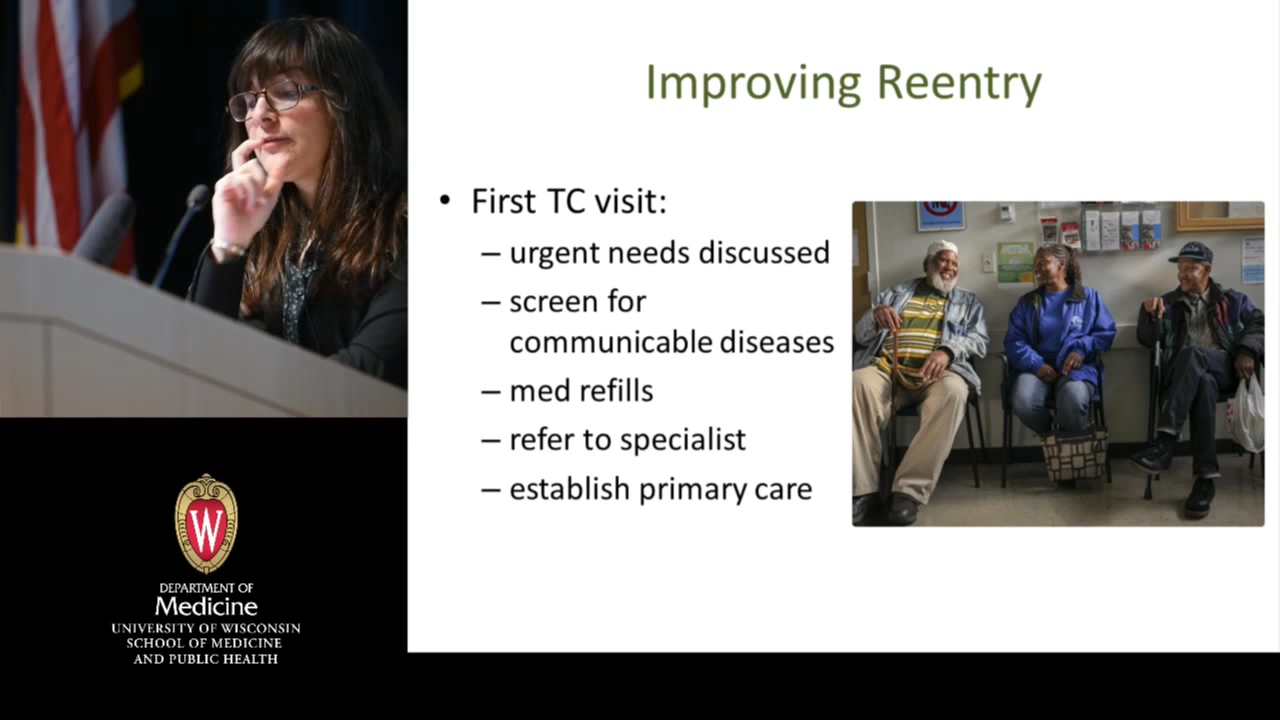 Improving Reentry
• First TC visit:
– urgent needs discussed
– screen for
communicable diseases
– med refills
– refer to specialist
– establish primary care
W
DEPARTMENT OF
Medicine
UNIVERSITY OF WISCONSIN
SCHOOL OF MEDICINE
AND PUBLIC HEALTH